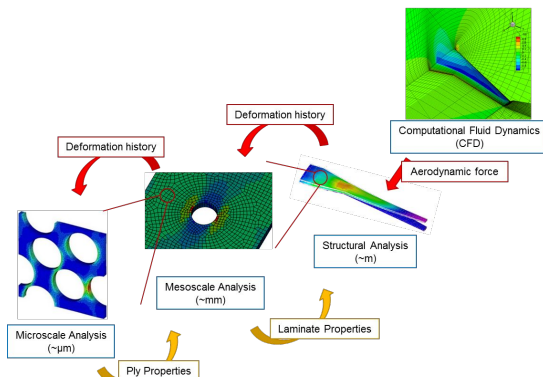 Deformation history
Computational Fluid Dynamics
(CFD)
Deformation history
Aerodynamic force
Structural Analysis
(~m)
Mesoscale Analysis
(~mm)
Laminate Properties
Microscale Analysis
(~μm)
Ply Properties